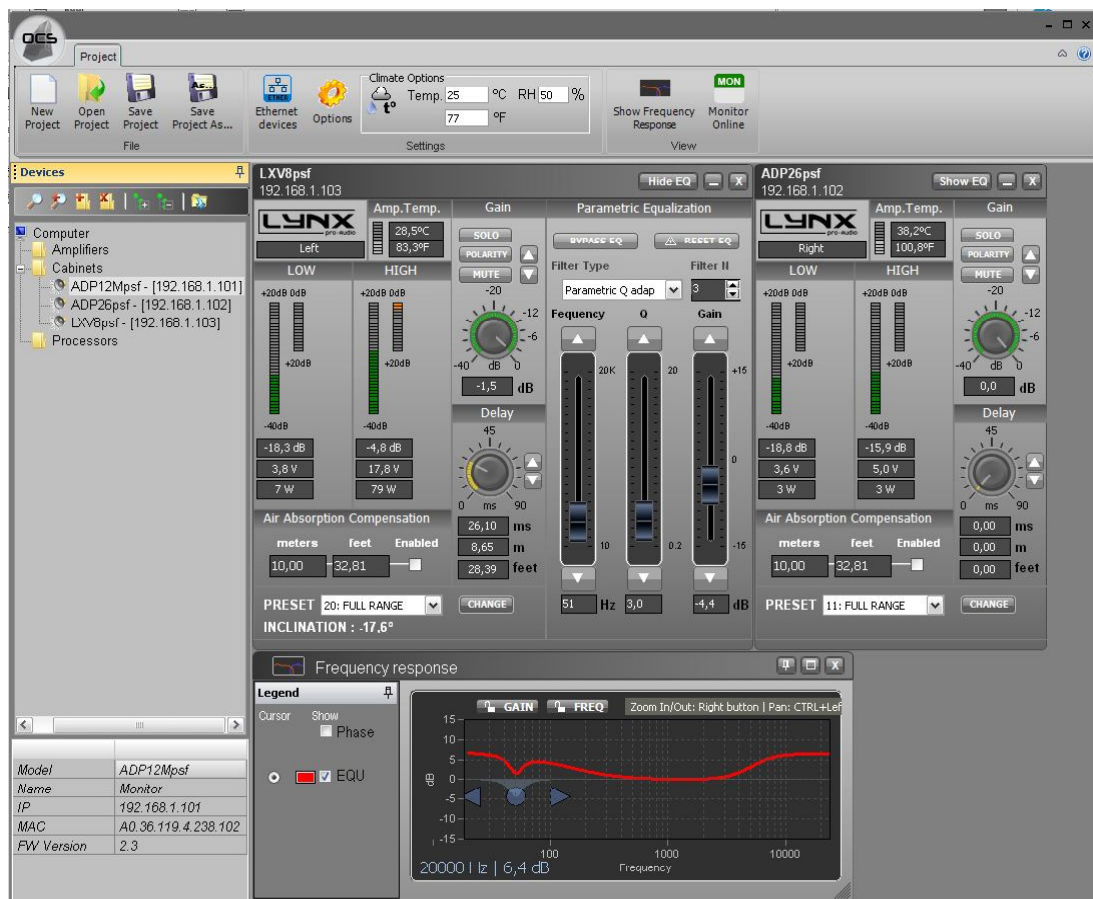 OCS
Project
New Project
Open Project
Save Project
Save Project As...
File
Ethernet devices
Options
Climate Options
Temp. 25 ºC RH 50 %
77 ºF
Settings
Show Frequency Response
MON
Monitor Online
View
Devices
Computer
Amplifiers
Cabinets
ADP12Mpsf - [192.168.1.101]
ADP26psf - [192.168.1.102]
LXV8psf - [192.168.1.103]
Processors
Model ADP12Mpsf
Name Monitor
IP 192.168.1.101
MAC A0.36.119.4.238.102
FW Version 2.3
LXV8psf
192.168.1.103
Hide EQ
LYNX
pro-audio
Left
Amp.Temp.
28,5ºC
83,3ºF
LOW HIGH
+20dB 0dB +20dB 0dB
+20dB +20dB
-40dB -40dB
-18,3 dB -4,8 dB
3,8 V 17,8 V
7 W 79 W
Air Absorption Compensation
meters feet Enabled
10,00 32,81
PRESET 20: FULL RANGE CHANGE
INCLINATION : -17,6º
Gain
SOLO
POLARITY
MUTE
-20
-12
-6
-40 dB 0
-1,5 dB
Delay
45
0 ms 90
26,10 ms
8,65 m
28,39 feet
Parametric Equalization
BYPASS EQ RESET EQ
Filter Type Filter N
Parametric Q adap 3
Fequency Q Gain
20K 20 +15
0
10 0.2 -15
51 Hz 3,0 -4,4 dB
ADP26psf
192.168.1.102
Show EQ
LYNX
pro-audio
Right
Amp.Temp.
38,2ºC
100,8ºF
LOW HIGH
+20dB 0dB +20dB 0dB
+20dB +20dB
-40dB -40dB
-18,8 dB -15,9 dB
3,6 V 5,0 V
3 W 3 W
Air Absorption Compensation
meters feet Enabled
10,00 32,81
PRESET 11: FULL RANGE CHANGE
Gain
SOLO
POLARITY
MUTE
-20
-12
-6
-40 dB 0
0,0 dB
Delay
45
0 ms 90
0,00 ms
0,00 m
0,00 feet
Frequency response
Legend
Cursor Show
Phase
EQU
GAIN FREQ Zoom In/Out: Right button | Pan: CTRL+Lef
15
10
5
0
-5
-10
-15
dB
100 1000 10000
Frequency
20000 Hz | 6,4 dB